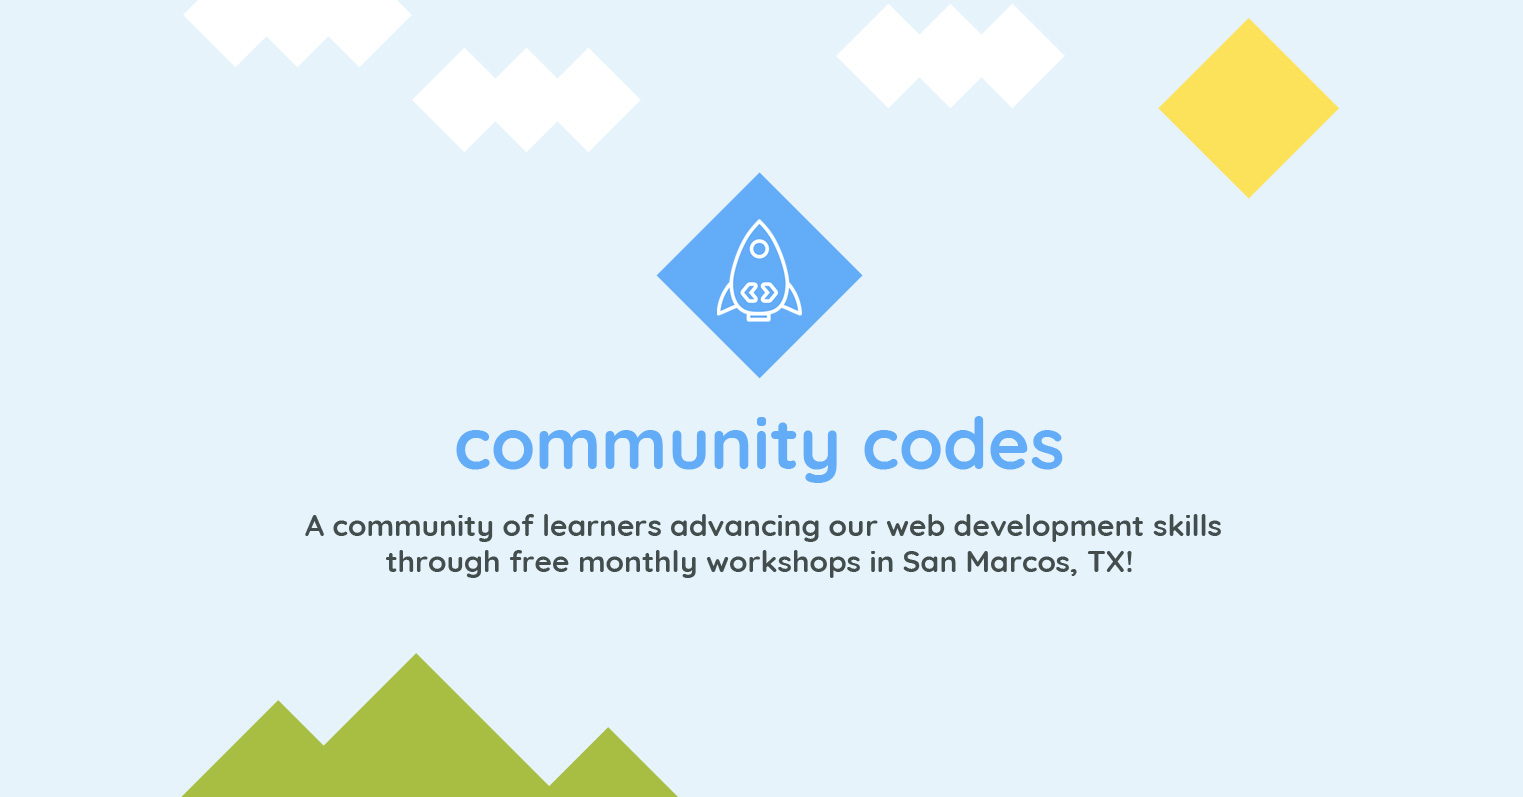 community codes
A community of learners advancing our web development skills
through free monthly workshops in San Marcos, TX!